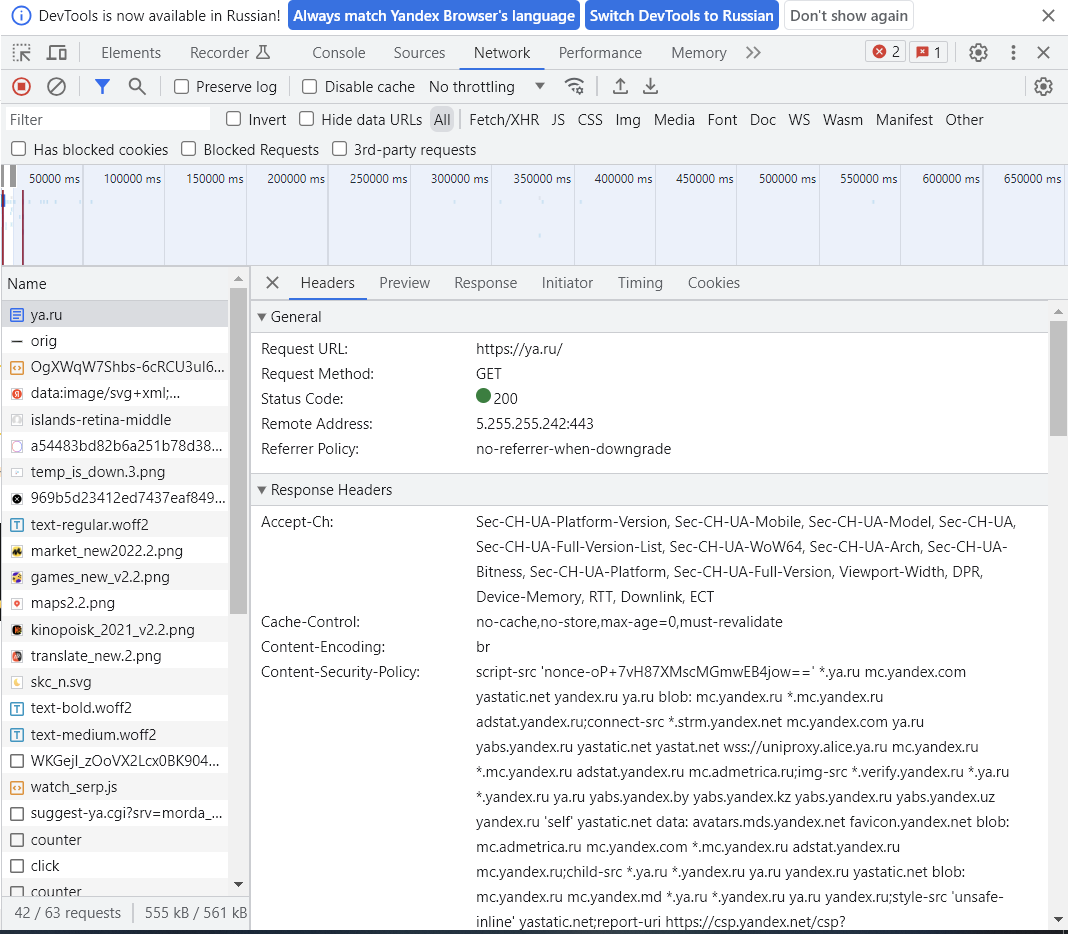 DevTools is now available in Russian! Always match Yandex Browser's language Switch DevTools to Russian Don't show again
Elements Recorder Console Sources Network Performance Memory 2 1
Preserve log Disable cache No throttling
Filter Invert Hide data URLs All Fetch/XHR JS CSS Img Media Font Doc WS Wasm Manifest Other
Has blocked cookies Blocked Requests 3rd-party requests
50000 ms 100000 ms 150000 ms 200000 ms 250000 ms 300000 ms 350000 ms 400000 ms 450000 ms 500000 ms 550000 ms 600000 ms 650000 ms
Name
ya.ru
orig
OgXWqW7Shbs-6cRCU3ul6...
data:image/svg+xml;...
islands-retina-middle
a54483bd82b6a251b78d38...
temp_is_down.3.png
969b5d23412ed7437eaf849...
text-regular.woff2
market_new2022.2.png
games_new_v2.2.png
maps2.2.png
kinopoisk_2021_v2.2.png
translate_new.2.png
skc_n.svg
text-bold.woff2
text-medium.woff2
WKGejI_zOoVX2Lcx0BK904...
watch_serp.js
suggest-ya.cgi?srv=morda_...
counter
click
counter
42 / 63 requests 555 kB / 561 kB
Headers Preview Response Initiator Timing Cookies
General
Request URL: https://ya.ru/
Request Method: GET
Status Code: 200
Remote Address: 5.255.255.242:443
Referrer Policy: no-referrer-when-downgrade
Response Headers
Accept-Ch: Sec-CH-UA-Platform-Version, Sec-CH-UA-Mobile, Sec-CH-UA-Model, Sec-CH-UA,
Sec-CH-UA-Full-Version-List, Sec-CH-UA-WoW64, Sec-CH-UA-Arch, Sec-CH-UA-
Bitness, Sec-CH-UA-Platform, Sec-CH-UA-Full-Version, Viewport-Width, DPR,
Device-Memory, RTT, Downlink, ECT
Cache-Control: no-cache,no-store,max-age=0,must-revalidate
Content-Encoding: br
Content-Security-Policy: script-src 'nonce-oP+7vH87XMscMGmwEB4jow==' *.ya.ru mc.yandex.com
yastatic.net yandex.ru ya.ru blob: mc.yandex.ru *.mc.yandex.ru
adstat.yandex.ru;connect-src *.strm.yandex.net mc.yandex.com ya.ru
yabs.yandex.ru yastatic.net yastat.net wss://uniproxy.alice.ya.ru mc.yandex.ru
*.mc.yandex.ru adstat.yandex.ru mc.admetrica.ru;img-src *.verify.yandex.ru *.ya.ru
*.yandex.ru ya.ru yabs.yandex.by yabs.yandex.kz yabs.yandex.ru yabs.yandex.uz
yandex.ru 'self' yastatic.net data: avatars.mds.yandex.net favicon.yandex.net blob:
mc.admetrica.ru mc.yandex.com *.mc.yandex.ru adstat.yandex.ru
mc.yandex.ru;child-src *.ya.ru *.yandex.ru ya.ru yandex.ru yastatic.net blob:
mc.yandex.ru mc.yandex.md *.ya.ru *.yandex.ru ya.ru yandex.ru;style-src 'unsafe-
inline' yastatic.net;report-uri https://csp.yandex.net/csp?